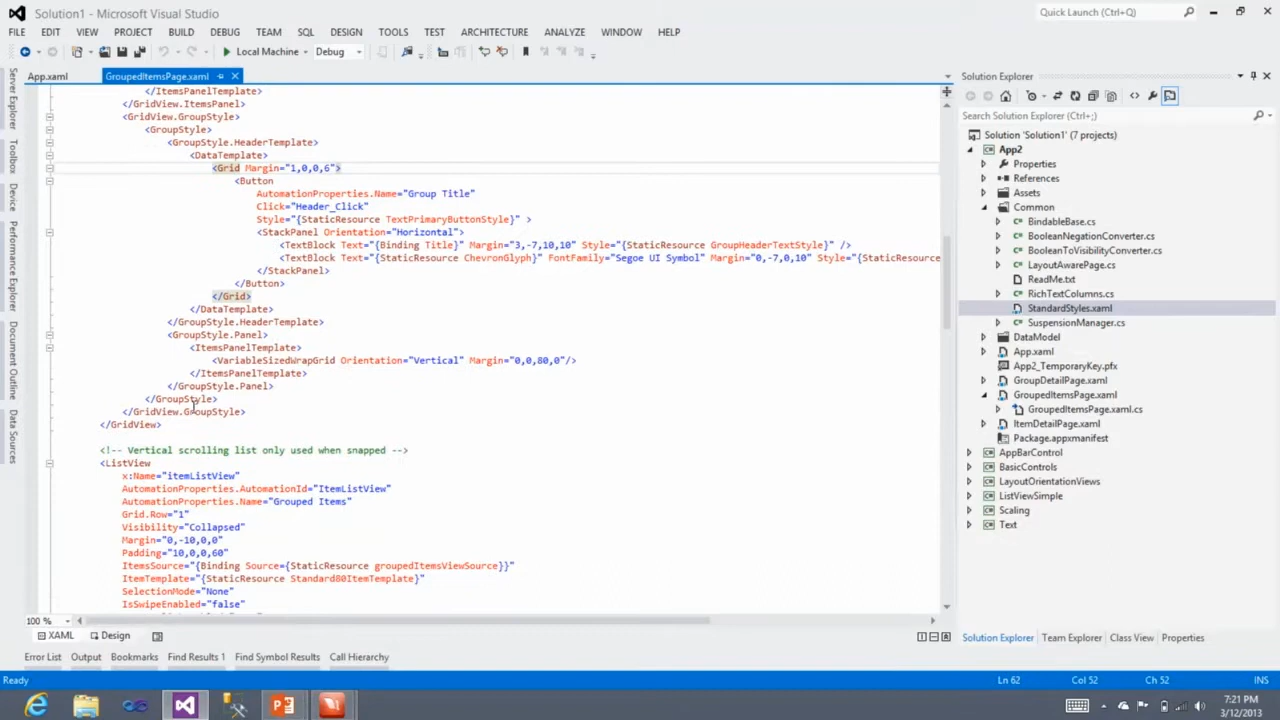 Solution1 - Microsoft Visual Studio
Quick Launch (Ctrl+Q)
FILE EDIT VIEW PROJECT BUILD DEBUG TEAM SQL DESIGN TOOLS TEST ARCHITECTURE ANALYZE WINDOW HELP
Local Machine Debug
App.xaml GroupedItemsPage.xaml
Server Explorer
Toolbox
Device
Performance Explorer
Document Outline
Data Sources
</ItemsPanelTemplate>
</GridView.ItemsPanel>
<GridView.GroupStyle>
<GroupStyle>
<GroupStyle.HeaderTemplate>
<DataTemplate>
<Grid Margin="1,0,0,6">
<Button
AutomationProperties.Name="Group Title"
Click="Header_Click"
Style="{StaticResource TextPrimaryButtonStyle}" >
<StackPanel Orientation="Horizontal">
<TextBlock Text="{Binding Title}" Margin="3,-7,10,10" Style="{StaticResource GroupHeaderTextStyle}" />
<TextBlock Text="{StaticResource ChevronGlyph}" FontFamily="Segoe UI Symbol" Margin="0,-7,0,10" Style="{StaticResource
</StackPanel>
</Button>
</Grid>
</DataTemplate>
</GroupStyle.HeaderTemplate>
<GroupStyle.Panel>
<ItemsPanelTemplate>
<VariableSizedWrapGrid Orientation="Vertical" Margin="0,0,80,0"/>
</ItemsPanelTemplate>
</GroupStyle.Panel>
</GroupStyle>
</GridView.GroupStyle>
</GridView>
<!-- Vertical scrolling list only used when snapped -->
<ListView
x:Name="itemListView"
AutomationProperties.AutomationId="ItemListView"
AutomationProperties.Name="Grouped Items"
Grid.Row="1"
Visibility="Collapsed"
Margin="0,-10,0,0"
Padding="10,0,0,60"
ItemsSource="{Binding Source={StaticResource groupedItemsViewSource}}"
ItemTemplate="{StaticResource Standard80ItemTemplate}"
SelectionMode="None"
IsSwipeEnabled="false"
100 %
XAML Design
Error List Output Bookmarks Find Results 1 Find Symbol Results Call Hierarchy
Solution Explorer
Search Solution Explorer (Ctrl+;)
Solution 'Solution1' (7 projects)
App2
Properties
References
Assets
Common
BindableBase.cs
BooleanNegationConverter.cs
BooleanToVisibilityConverter.cs
LayoutAwarePage.cs
ReadMe.txt
RichTextColumns.cs
StandardStyles.xaml
SuspensionManager.cs
DataModel
App.xaml
App2_TemporaryKey.pfx
GroupDetailPage.xaml
GroupedItemsPage.xaml
GroupedItemsPage.xaml.cs
ItemDetailPage.xaml
Package.appxmanifest
AppBarControl
BasicControls
LayoutOrientationViews
ListViewSimple
Scaling
Text
Solution Explorer Team Explorer Class View Properties
Ready Ln 62 Col 52 Ch 52 INS
7:21 PM
3/12/2013